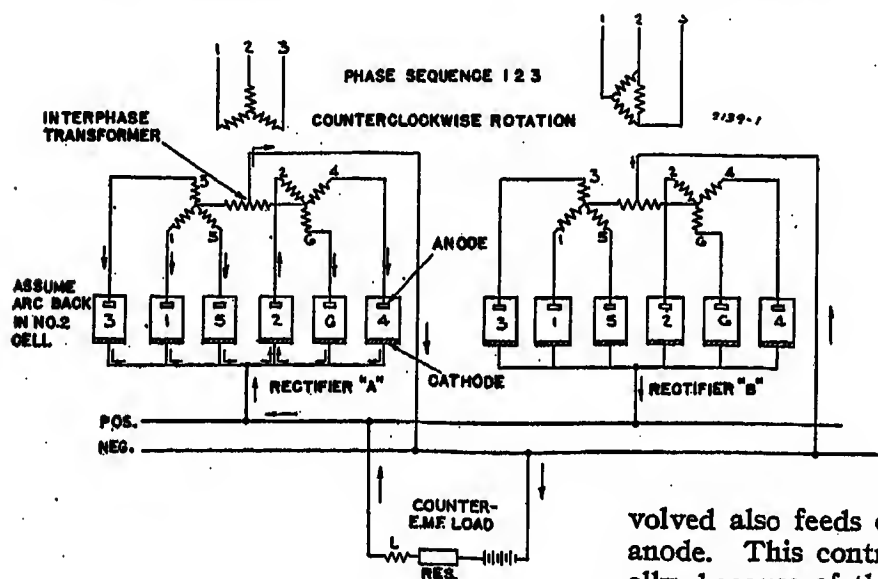 1 2 3
1 2 3
PHASE SEQUENCE 1 2 3
COUNTERCLOCKWISE ROTATION
2139-1
INTERPHASE
TRANSFORMER
3 1 5 2 4 G
3 1 5 2 4 G
ANODE
ASSUME
ARC BACK
IN NO.2
CELL.
3 1 5 2 G 4
3 1 5 2 G 4
CATHODE
RECTIFIER "A"
RECTIFIER "B"
POS.
NEG.
COUNTER-
E.M.F. LOAD
L
RES.
volved also feeds
anode. This